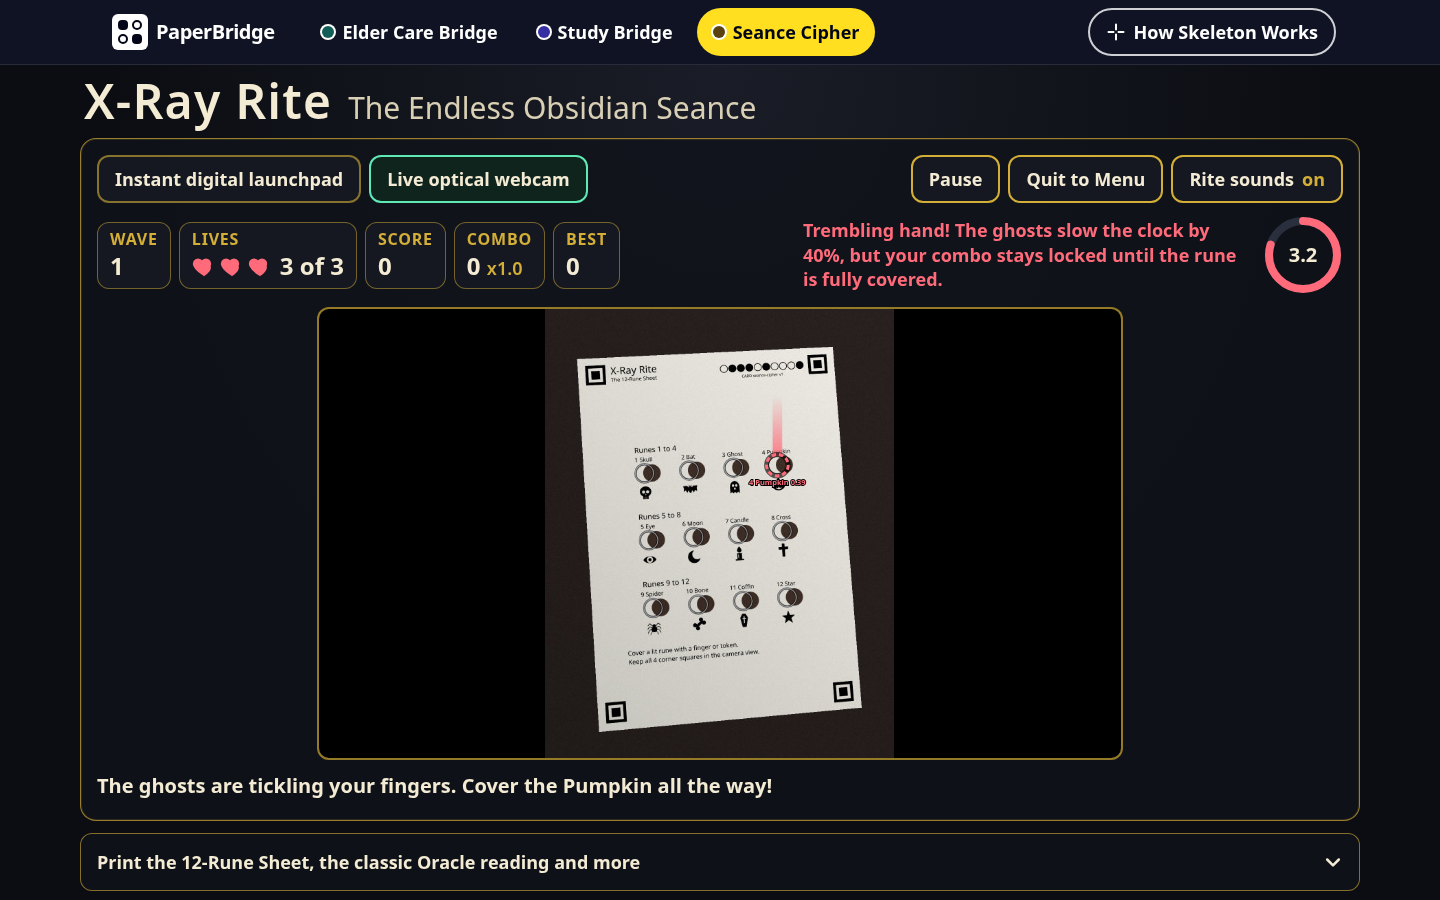 PaperBridge
Elder Care Bridge
Study Bridge
Seance Cipher
How Skeleton Works
X-Ray Rite The Endless Obsidian Seance
Instant digital launchpad
Live optical webcam
Pause
Quit to Menu
Rite sounds on
WAVE
1
LIVES
3 of 3
SCORE
0
COMBO
0 x1.0
BEST
0
Trembling hand! The ghosts slow the clock by
40%, but your combo stays locked until the rune
is fully covered.
3.2
X-Ray Rite
The 12-Rune Sheet
Runes 1 to 4
1 Skull
2 Bat
3 Ghost
4 Pumpkin 0.39
Runes 5 to 8
5 Eye
6 Moon
7 Candle
8 Cross
Runes 9 to 12
9 Spider
10 Bone
11 Coffin
12 Star
Cover a lit rune with a finger or token.
Keep all 4 corner squares in the camera view.
The ghosts are tickling your fingers. Cover the Pumpkin all the way!
Print the 12-Rune Sheet, the classic Oracle reading and more